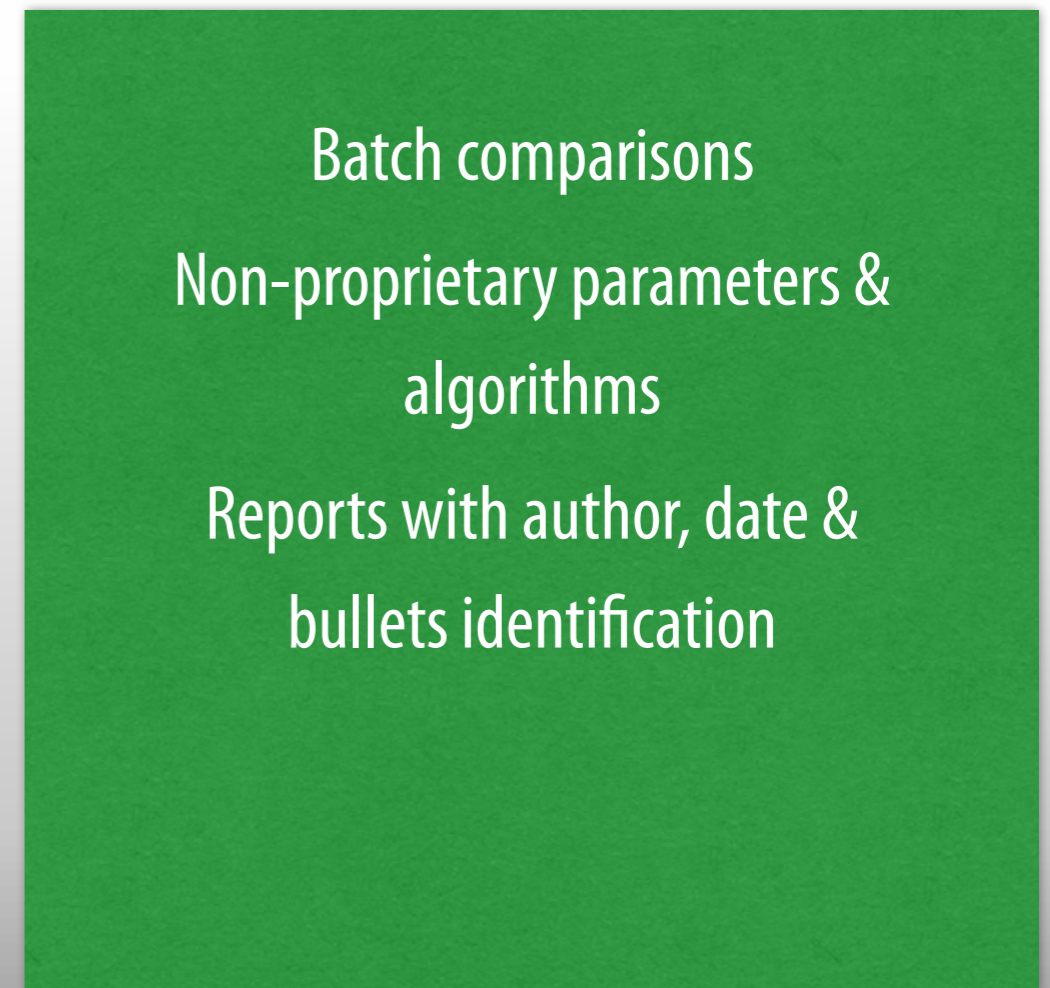 Batch comparisons
Non-proprietary parameters &
algorithms
Reports with author, date &
bullets identification